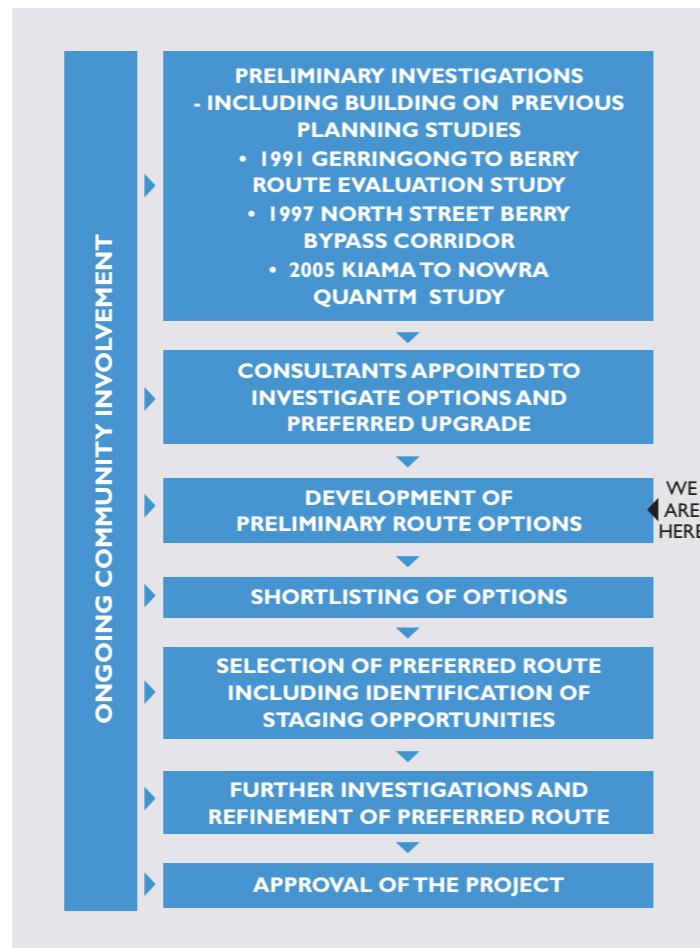 ONGOING COMMUNITY INVOLVEMENT
PRELIMINARY INVESTIGATIONS
- INCLUDING BUILDING ON PREVIOUS
PLANNING STUDIES
• 1991 GERRINGONG TO BERRY
ROUTE EVALUATION STUDY
• 1997 NORTH STREET BERRY
BYPASS CORRIDOR
• 2005 KIAMA TO NOWRA
QUANTM STUDY
CONSULTANTS APPOINTED TO
INVESTIGATE OPTIONS AND
PREFERRED UPGRADE
DEVELOPMENT OF
PRELIMINARY ROUTE OPTIONS
WE
ARE
HERE
SHORTLISTING OF OPTIONS
SELECTION OF PREFERRED ROUTE
INCLUDING IDENTIFICATION OF
STAGING OPPORTUNITIES
FURTHER INVESTIGATIONS AND
REFINEMENT OF PREFERRED ROUTE
APPROVAL OF THE PROJECT